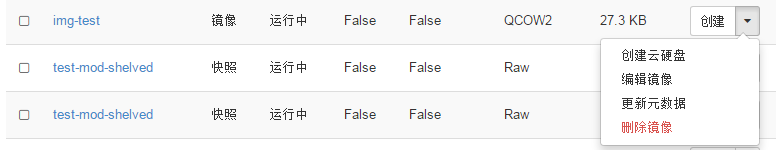 img-test 镜像 运行中 False False QCOW2 27.3 KB 创建
创建云硬盘
编辑镜像
test-mod-shelved 快照 运行中 False False Raw
更新元数据
删除镜像
test-mod-shelved 快照 运行中 False False Raw